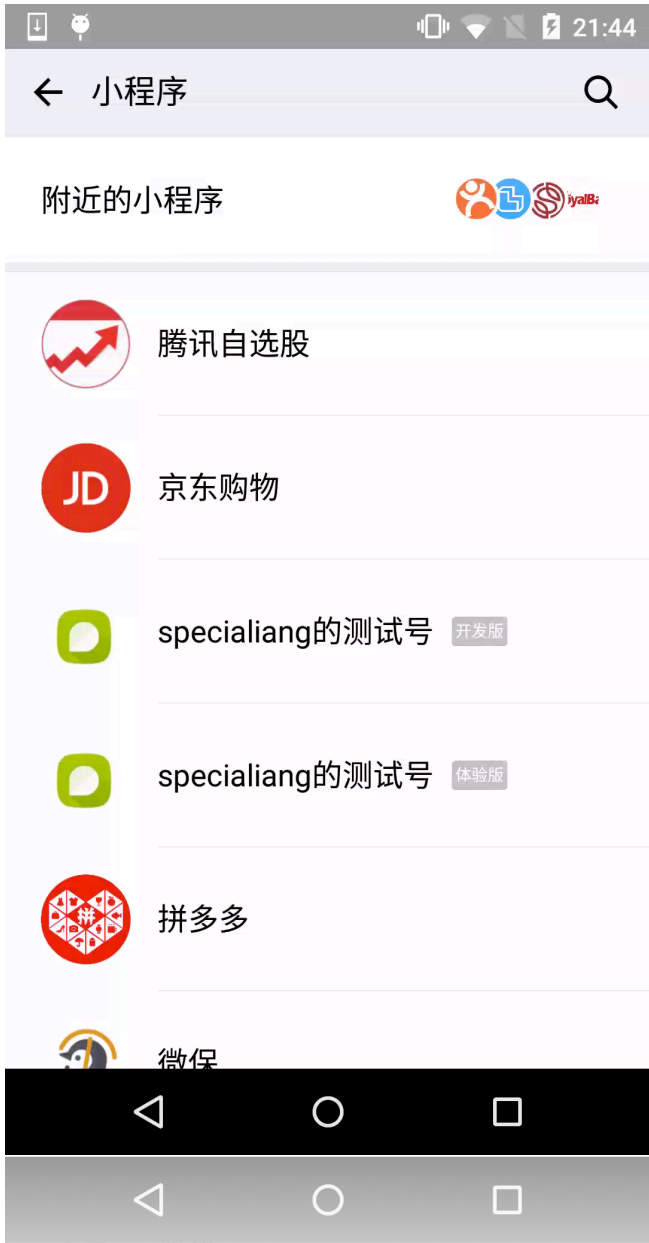 21:44
小程序
附近的小程序
腾讯自选股
JD
京东购物
specialiang的测试号 开发版
specialiang的测试号 体验版
拼
拼多多
微保